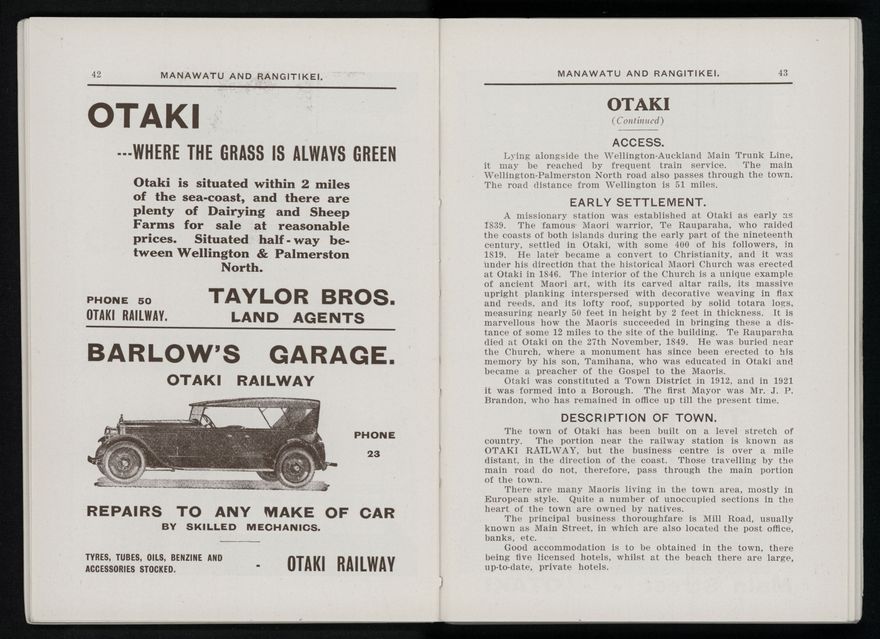 42
MANAWATU AND RANGITIKEI.
OTAKI
---WHERE THE GRASS IS ALWAYS GREEN
Otaki is situated within 2 miles
of the sea-coast, and there are
plenty of Dairying and Sheep
Farms for sale at reasonable
prices. Situated half-way be-
tween Wellington & Palmerston
North.
PHONE 50
OTAKI RAILWAY.
TAYLOR BROS.
LAND AGENTS
BARLOW'S GARAGE.
OTAKI RAILWAY
PHONE
23
REPAIRS TO ANY MAKE OF CAR
BY SKILLED MECHANICS.
TYRES, TUBES, OILS, BENZINE AND
ACCESSORIES STOCKED.
- OTAKI RAILWAY
MANAWATU AND RANGITIKEI.
43
OTAKI
(Continued)
ACCESS.
Lying alongside the Wellington-Auckland Main Trunk Line,
it may be reached by frequent train service. The main
Wellington-Palmerston North road also passes through the town.
The road distance from Wellington is 51 miles.
EARLY SETTLEMENT.
A missionary station was established at Otaki as early as
1839. The famous Maori warrior, Te Rauparaha, who raided
the coasts of both islands during the early part of the nineteenth
century, settled in Otaki, with some 400 of his followers, in
1819. He later became a convert to Christianity, and it was
under his direction that the historical Maori Church was erected
at Otaki in 1846. The interior of the Church is a unique example
of ancient Maori art, with its carved altar rails, its massive
upright planking interspersed with decorative weaving in flax
and reeds, and its lofty roof, supported by solid totara logs,
measuring nearly 50 feet in height by 2 feet in thickness. It is
marvellous how the Maoris succeeded in bringing these a dis-
tance of some 12 miles to the site of the building. Te Rauparaha
died at Otaki on the 27th November, 1849. He was buried near
the Church, where a monument has since been erected to his
memory by his son, Tamihana, who was educated in Otaki and
became a preacher of the Gospel to the Maoris.
Otaki was constituted a Town District in 1912, and in 1921
it was formed into a Borough. The first Mayor was Mr. J. P.
Brandon, who has remained in office up till the present time.
DESCRIPTION OF TOWN.
The town of Otaki has been built on a level stretch of
country. The portion near the railway station is known as
OTAKI RAILWAY, but the business centre is over a mile
distant, in the direction of the coast. Those travelling by the
main road do not, therefore, pass through the main portion
of the town.
There are many Maoris living in the town area, mostly in
European style. Quite a number of unoccupied sections in the
heart of the town are owned by natives.
The principal business thoroughfare is Mill Road, usually
known as Main Street, in which are also located the post office,
banks, etc.
Good accommodation is to be obtained in the town, there
being five licensed hotels, whilst at the beach there are large,
up-to-date, private hotels.